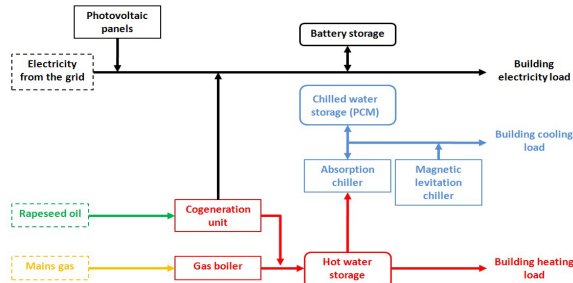 Photovoltaic
panels
Battery storage
Electricity
from the grid
Building
electricity load
Chilled water
storage (PCM)
Building cooling
load
Absorption
chiller
Magnetic
levitation
chiller
Rapeseed oil
Cogeneration
unit
Mains gas
Gas boiler
Hot water
storage
Building heating
load